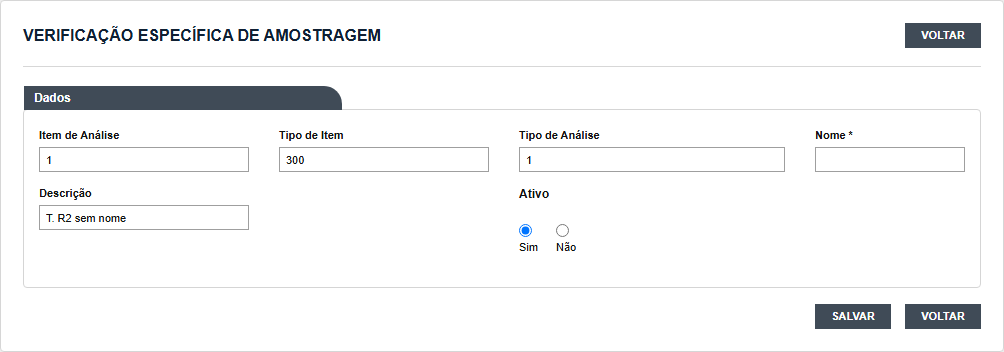 VERIFICAÇÃO ESPECÍFICA DE AMOSTRAGEM
VOLTAR
Dados
Item de Análise
Tipo de Item
Tipo de Análise
Nome *
1
300
1
Descrição
Ativo
T. R2 sem nome
Sim
Não
SALVAR
VOLTAR